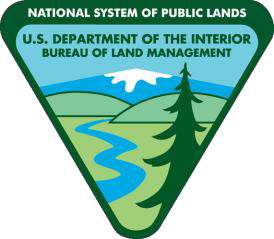 NATIONAL SYSTEM OF PUBLIC LANDS
U.S. DEPARTMENT OF THE INTERIOR
BUREAU OF LAND MANAGEMENT